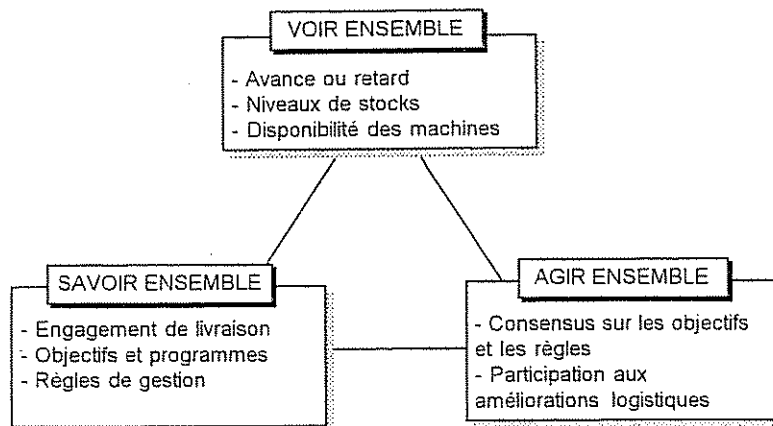 VOIR ENSEMBLE
- Avance ou retard
- Niveaux de stocks
- Disponibilité des machines
SAVOIR ENSEMBLE
- Engagement de livraison
- Objectifs et programmes
- Règles de gestion
AGIR ENSEMBLE
- Consensus sur les objectifs
et les règles
- Participation aux
améliorations logistiques